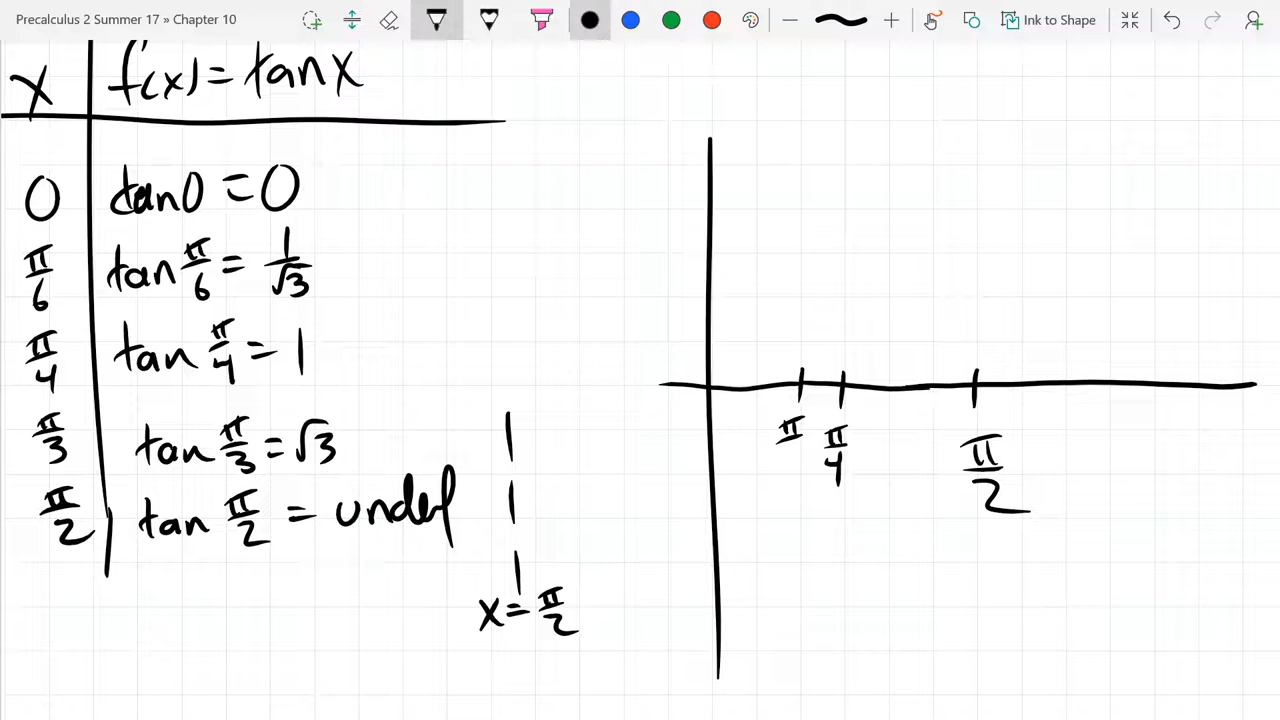 Precalculus 2 Summer 17 » Chapter 10
Ink to Shape
x f(x) = tan x
0 tan 0 = 0
π/6 tan π/6 = 1/√3
π/4 tan π/4 = 1
π/3 tan π/3 = √3
π/2 tan π/2 = undef
x = π/2
π π/4 π/2